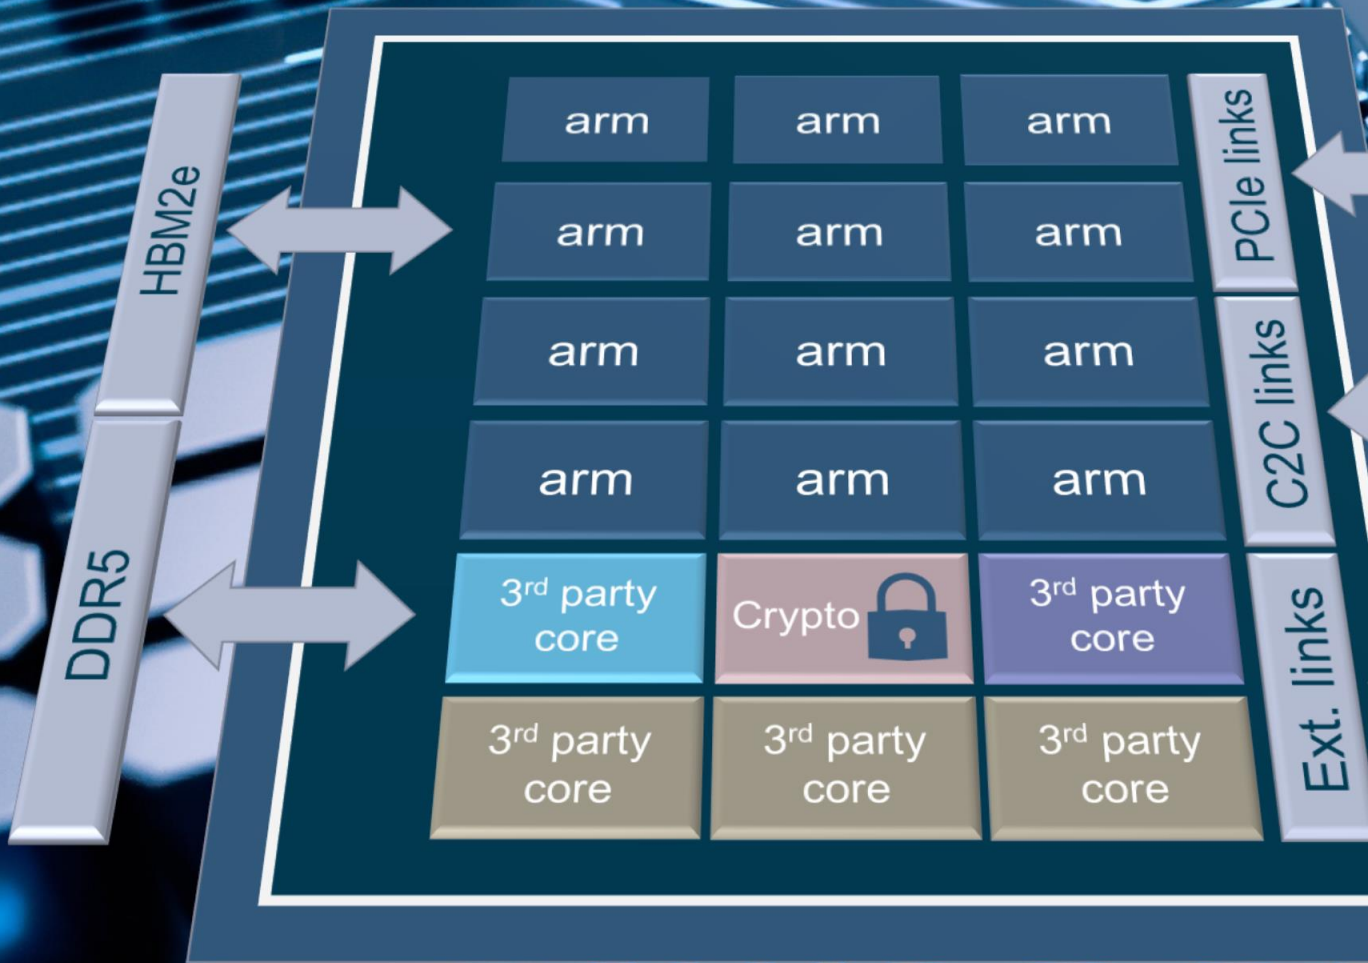 HBM2e
DDR5
arm
arm
arm
arm
arm
arm
arm
arm
arm
arm
arm
arm
3rd party
core
Crypto
3rd party
core
3rd party
core
3rd party
core
3rd party
core
PCIe links
C2C links
Ext. links